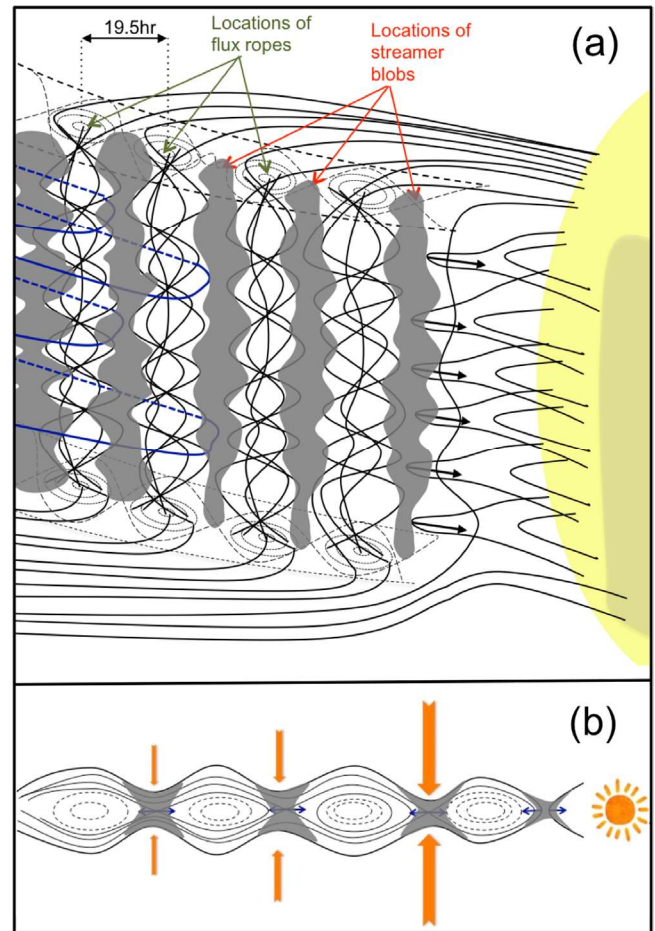 19.5hr
Locations of
flux ropes
Locations of
streamer
blobs
(a)
(b)